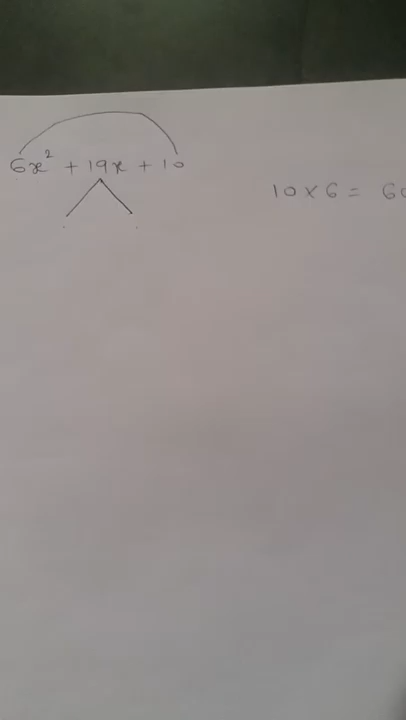 6x² + 19x + 10
10 × 6 = 60